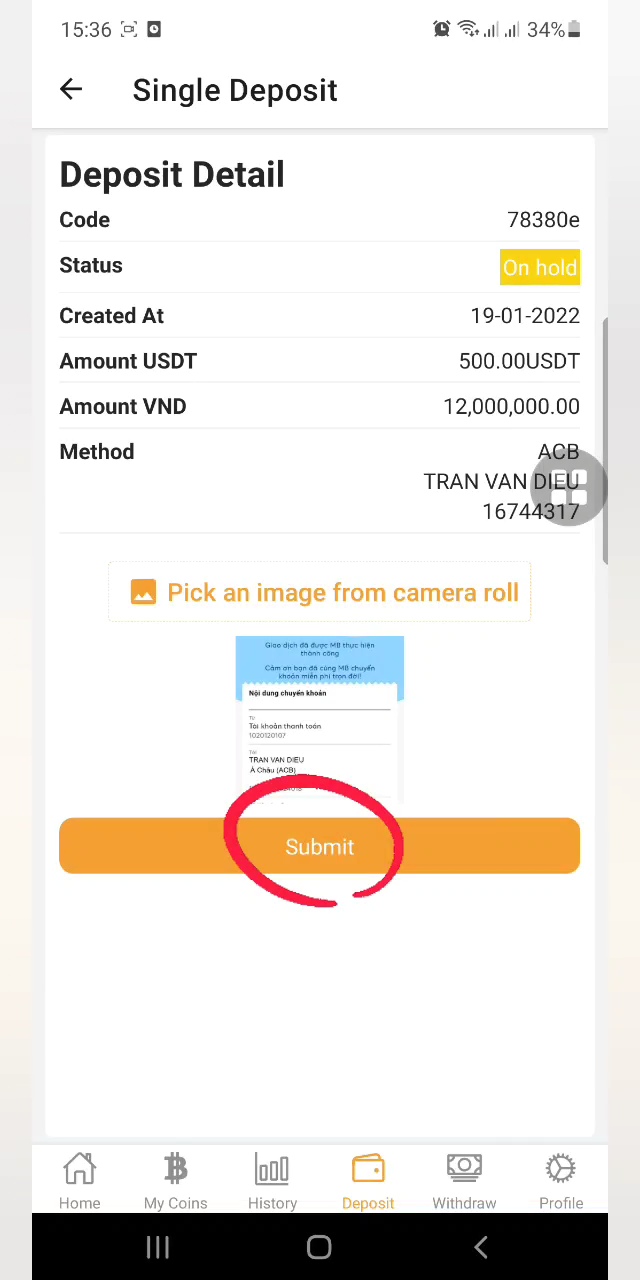 15:36
34%
Single Deposit
Deposit Detail
Code 78380e
Status On hold
Created At 19-01-2022
Amount USDT 500.00USDT
Amount VND 12,000,000.00
Method ACB
TRAN VAN DIEU
16744317
Pick an image from camera roll
Giao dịch đã được MB thực hiện
thành công
Cảm ơn bạn đã cùng MB chuyển
khoản miễn phí trọn đời!
Nội dung chuyển khoản
Từ
Tài khoản thanh toán
1020120107
Tới
TRAN VAN DIEU
Á Châu (ACB)
Submit
Home My Coins History Deposit Withdraw Profile